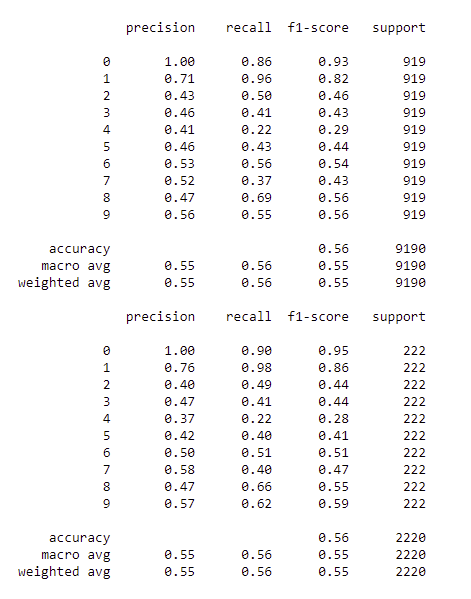 precision recall f1-score support
0 1.00 0.86 0.93 919
1 0.71 0.96 0.82 919
2 0.43 0.50 0.46 919
3 0.46 0.41 0.43 919
4 0.41 0.22 0.29 919
5 0.46 0.43 0.44 919
6 0.53 0.56 0.54 919
7 0.52 0.37 0.43 919
8 0.47 0.69 0.56 919
9 0.56 0.55 0.56 919
accuracy 0.56 9190
macro avg 0.55 0.56 0.55 9190
weighted avg 0.55 0.56 0.55 9190
precision recall f1-score support
0 1.00 0.90 0.95 222
1 0.76 0.98 0.86 222
2 0.40 0.49 0.44 222
3 0.47 0.41 0.44 222
4 0.37 0.22 0.28 222
5 0.42 0.40 0.41 222
6 0.50 0.51 0.51 222
7 0.58 0.40 0.47 222
8 0.47 0.66 0.55 222
9 0.57 0.62 0.59 222
accuracy 0.56 2220
macro avg 0.55 0.56 0.55 2220
weighted avg 0.55 0.56 0.55 2220